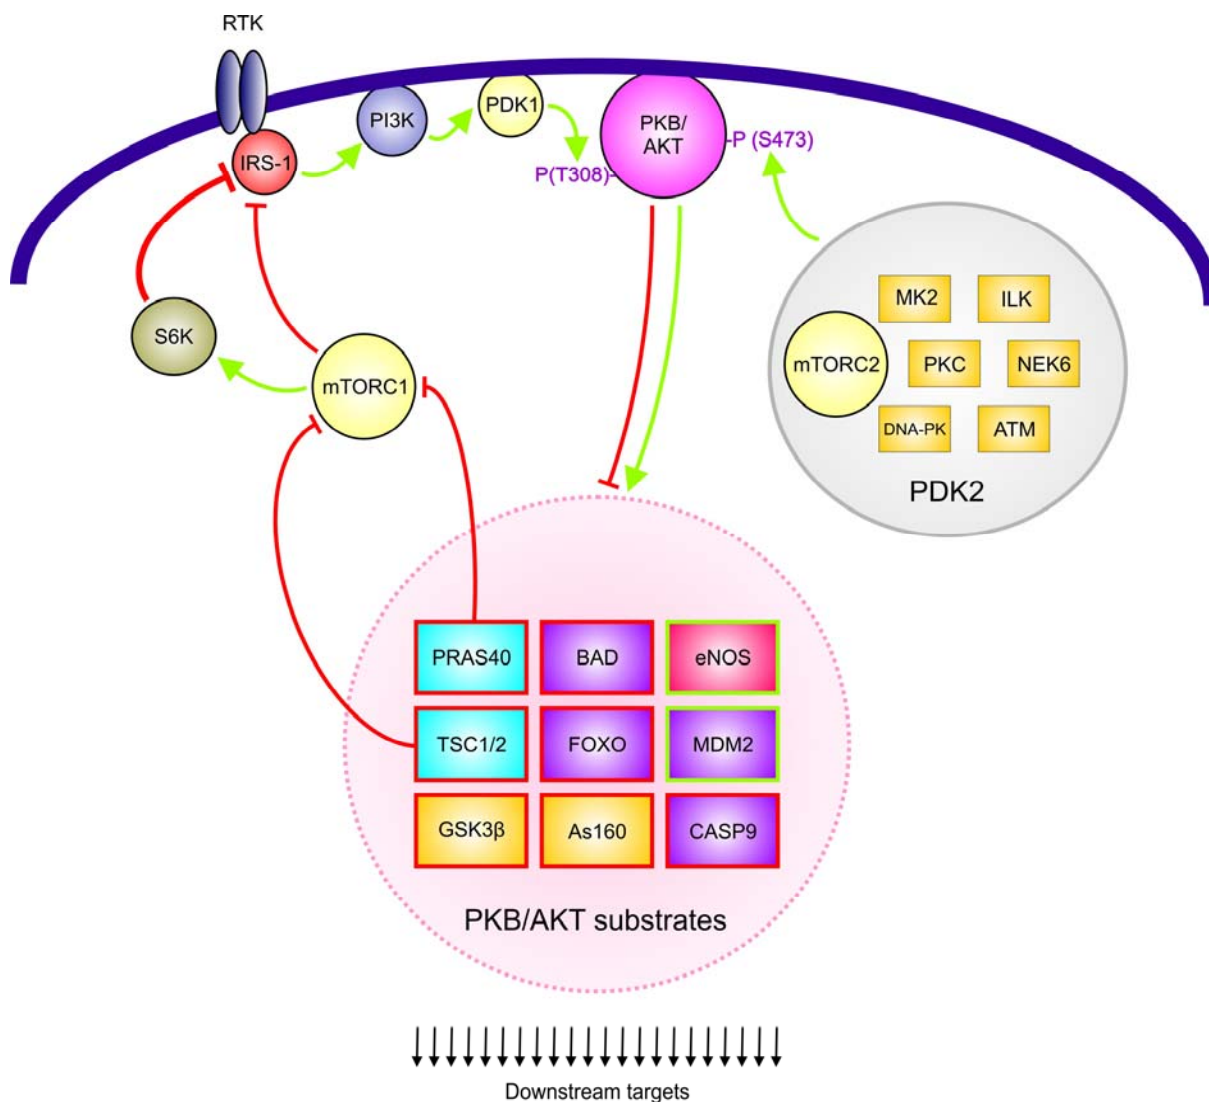 RTK
PI3K
PDK1
PKB/
AKT
-P (S473)
IRS-1
P(T308)-
MK2
ILK
S6K
mTORC1
mTORC2
PKC
NEK6
DNA-PK
ATM
PDK2
PRAS40
BAD
eNOS
TSC1/2
FOXO
MDM2
GSK3β
As160
CASP9
PKB/AKT substrates
Downstream targets